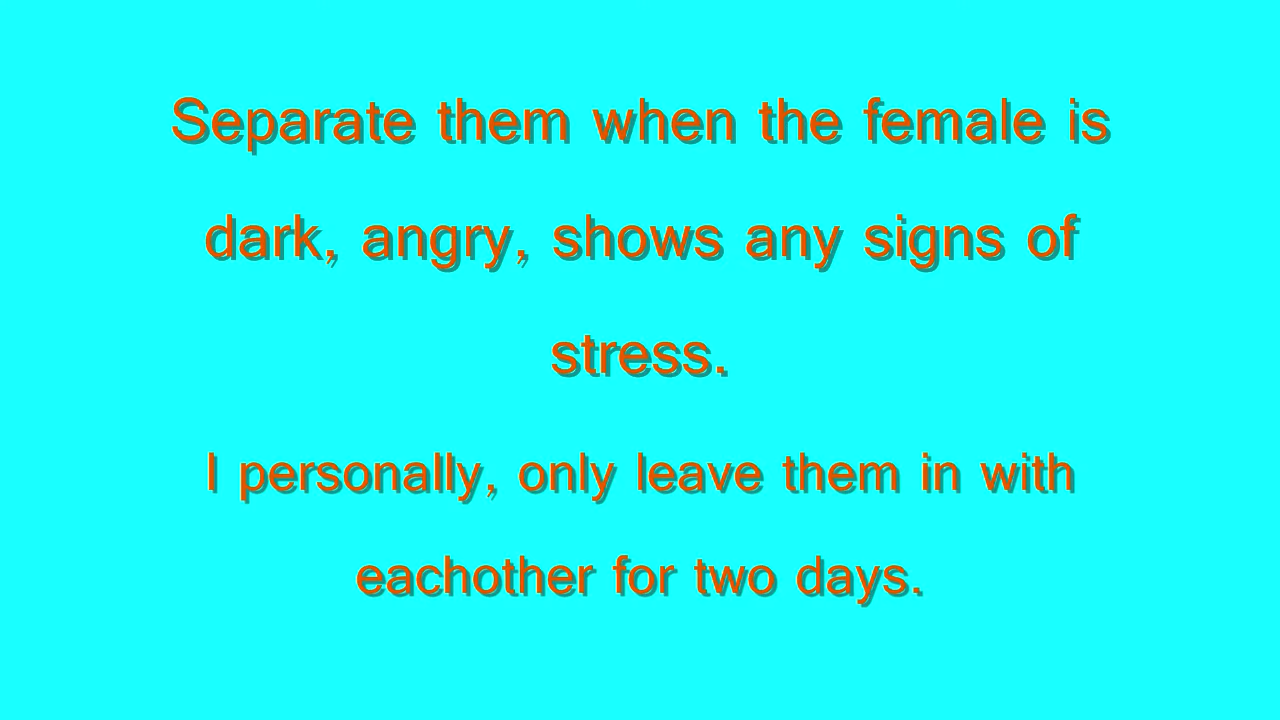 Separate them when the female is
dark, angry, shows any signs of
stress.
I personally, only leave them in with
eachother for two days.